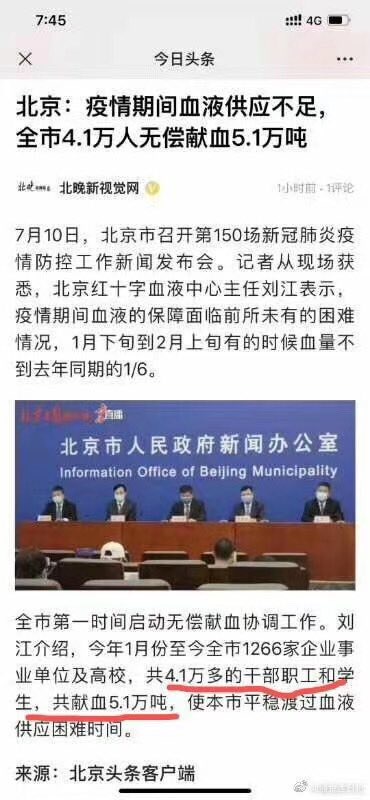 7:45
4G
今日头条
北京：疫情期间血液供应不足，
全市4.1万人无偿献血5.1万吨
北晚新视觉网
1小时前 · 1评论
7月10日，北京市召开第150场新冠肺炎疫
情防控工作新闻发布会。记者从现场获
悉，北京红十字血液中心主任刘江表示，
疫情期间血液的保障面临前所未有的困难
情况，1月下旬到2月上旬有的时候血量不
到去年同期的1/6。
直播
北京市人民政府新闻办公室
Information Office of Beijing Municipality
全市第一时间启动无偿献血协调工作。刘
江介绍，今年1月份至今全市1266家企业事
业单位及高校，共4.1万多的干部职工和学
生，共献血5.1万吨，使本市平稳渡过血液
供应困难时间。
来源：北京头条客户端